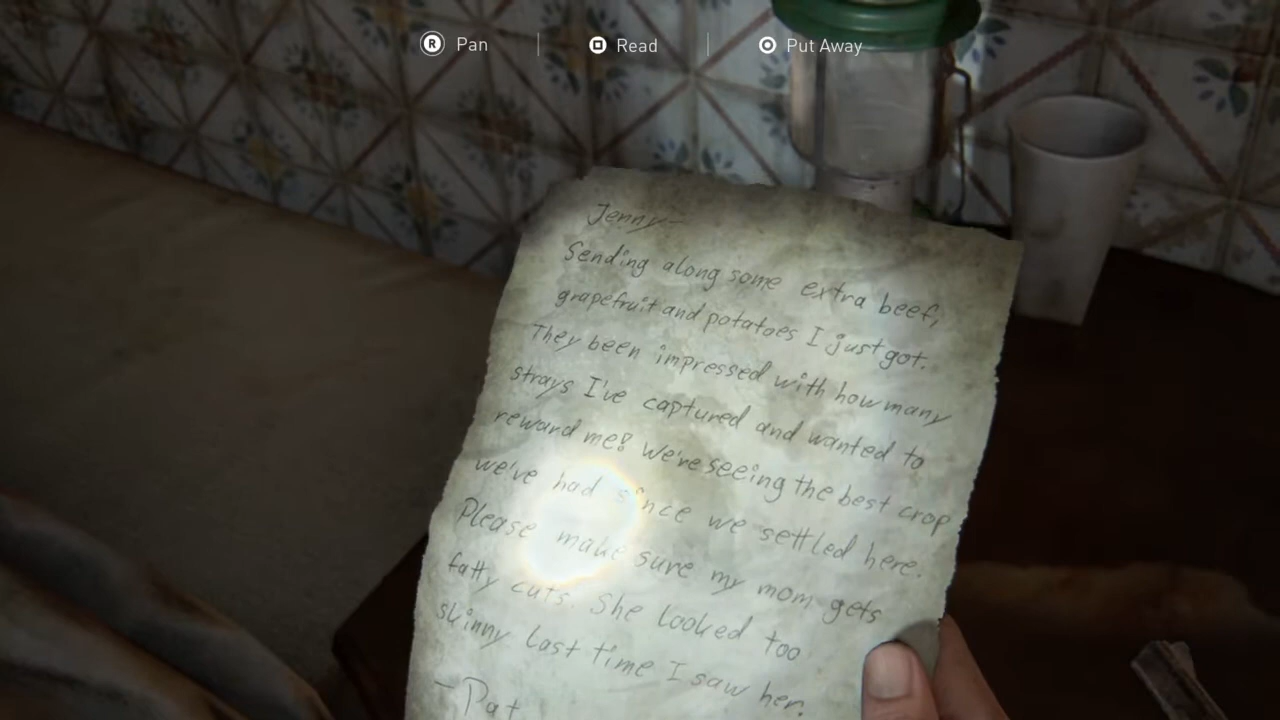 R Pan | Read | Put Away
Jenny—
Sending along some extra beef,
grapefruit and potatoes I just got.
They been impressed with how many
strays I've captured and wanted to
reward me! We're seeing the best crop
we've had since we settled here.
Please make sure my mom gets
fatty cuts. She looked too
skinny last time I saw her.
—Pat